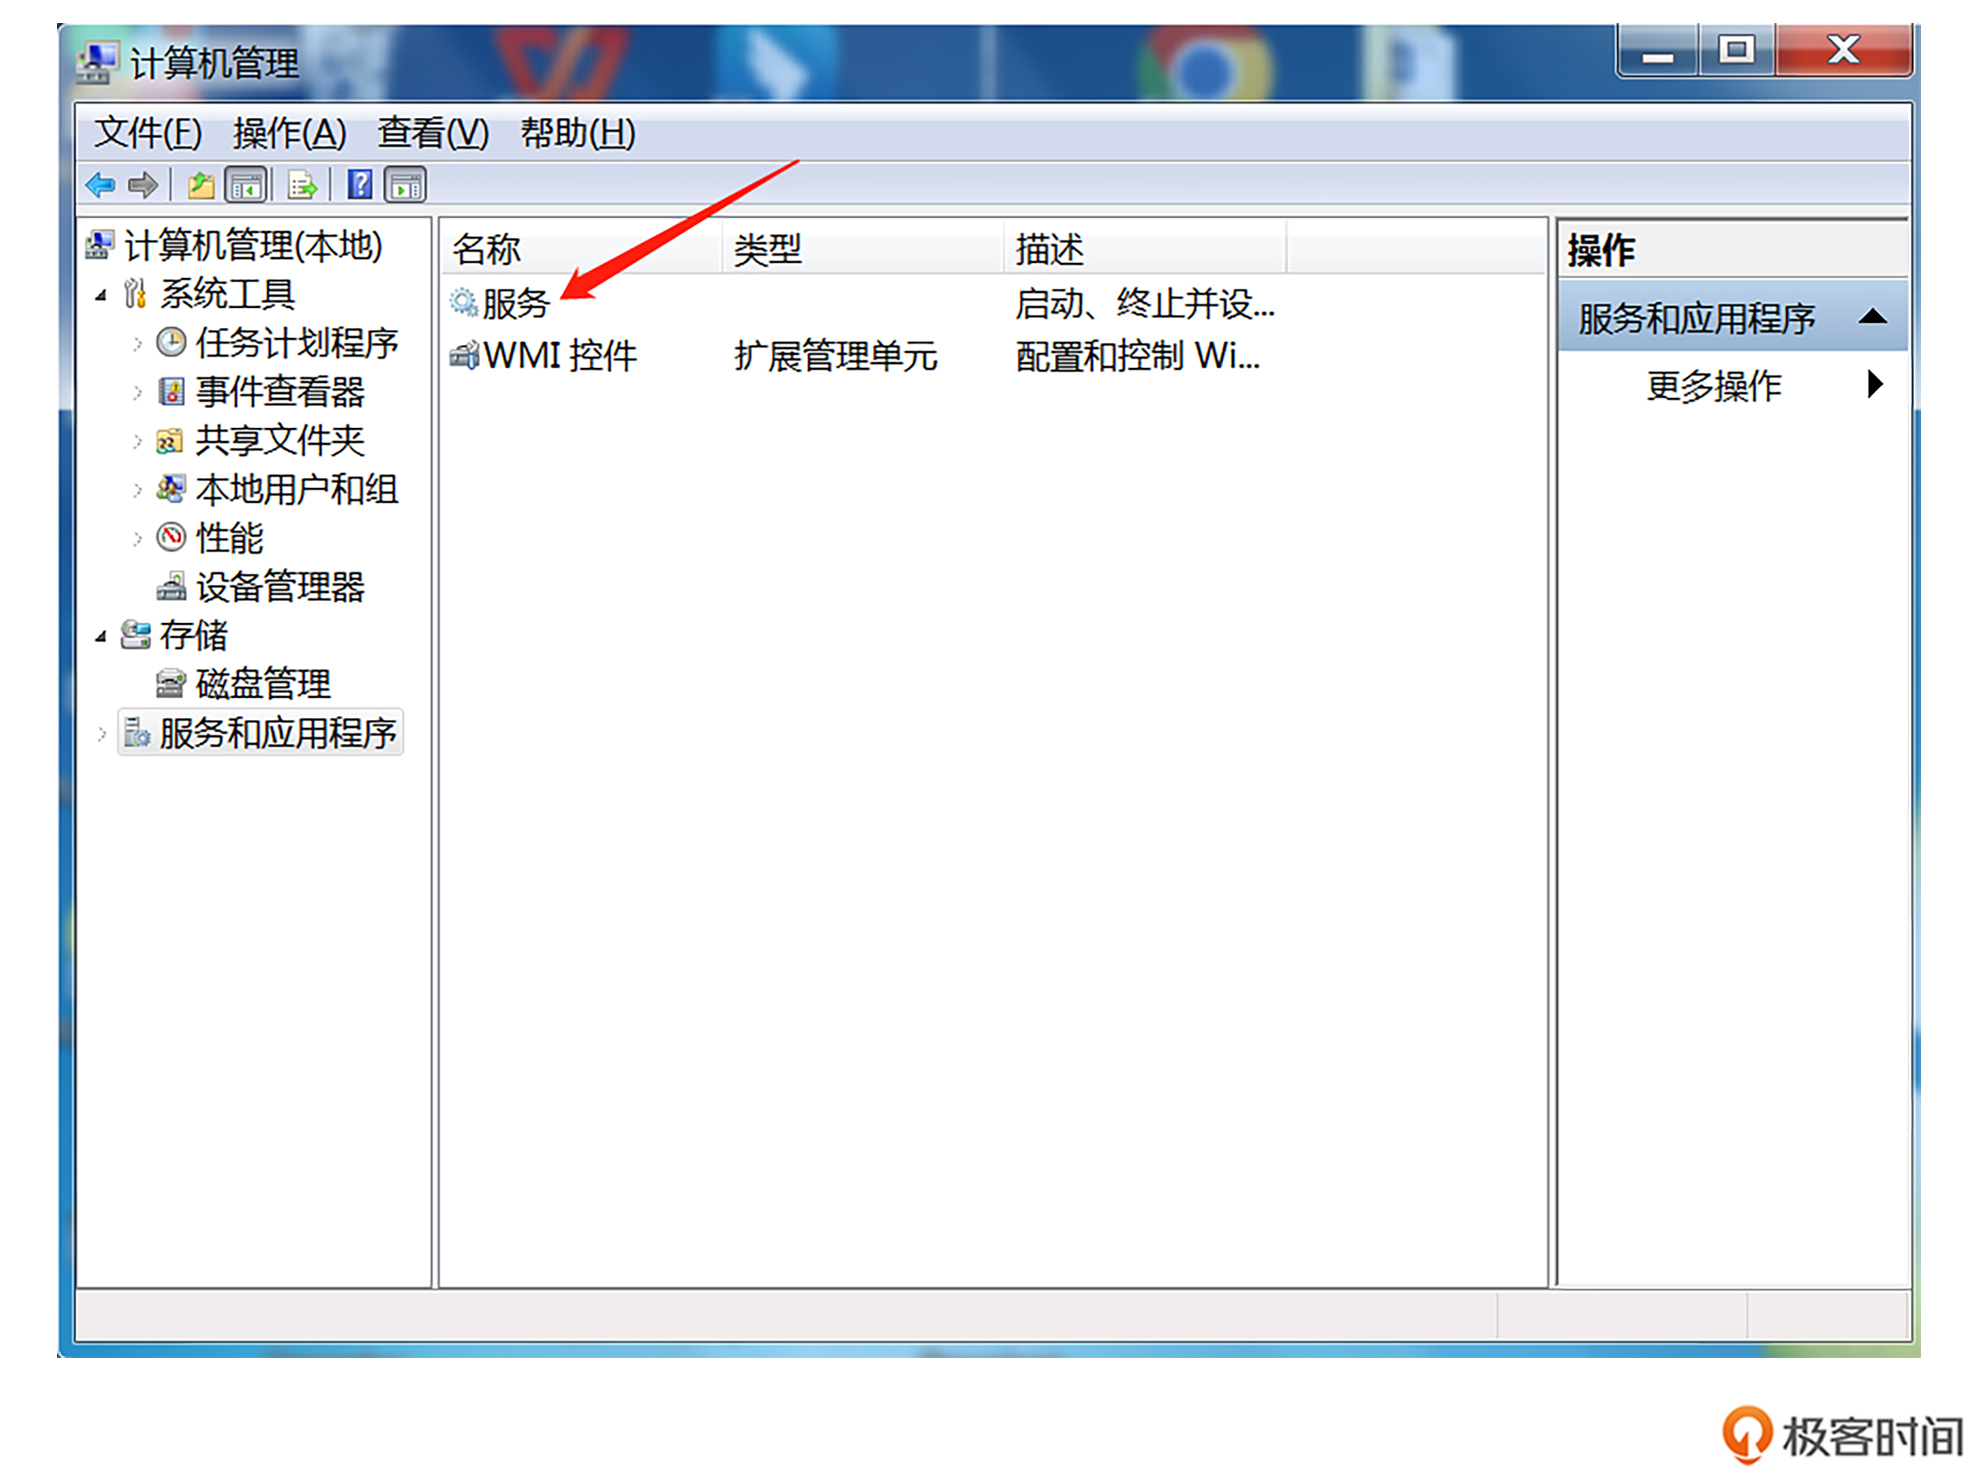 计算机管理
文件(F) 操作(A) 查看(V) 帮助(H)
计算机管理(本地)
系统工具
任务计划程序
事件查看器
共享文件夹
本地用户和组
性能
设备管理器
存储
磁盘管理
服务和应用程序
名称 类型 描述
服务 启动、终止并设...
WMI 控件 扩展管理单元 配置和控制 Wi...
操作
服务和应用程序
更多操作
极客时间